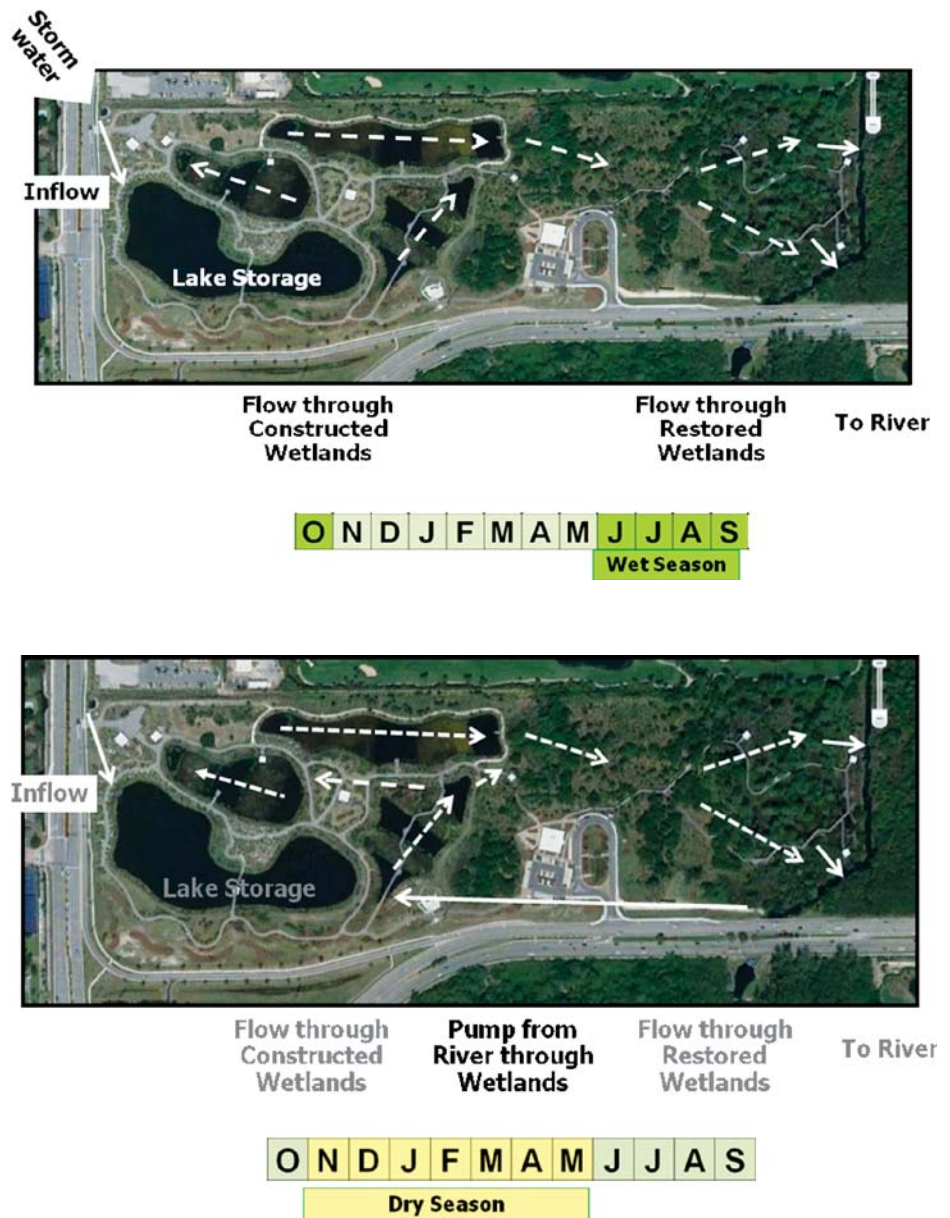 Storm
water
Inflow
Lake Storage
Flow through
Constructed
Wetlands
Flow through
Restored
Wetlands
To River
O N D J F M A M J J A S
Wet Season
Inflow
Lake Storage
Flow through
Constructed
Wetlands
Pump from
River through
Wetlands
Flow through
Restored
Wetlands
To River
O N D J F M A M J J A S
Dry Season